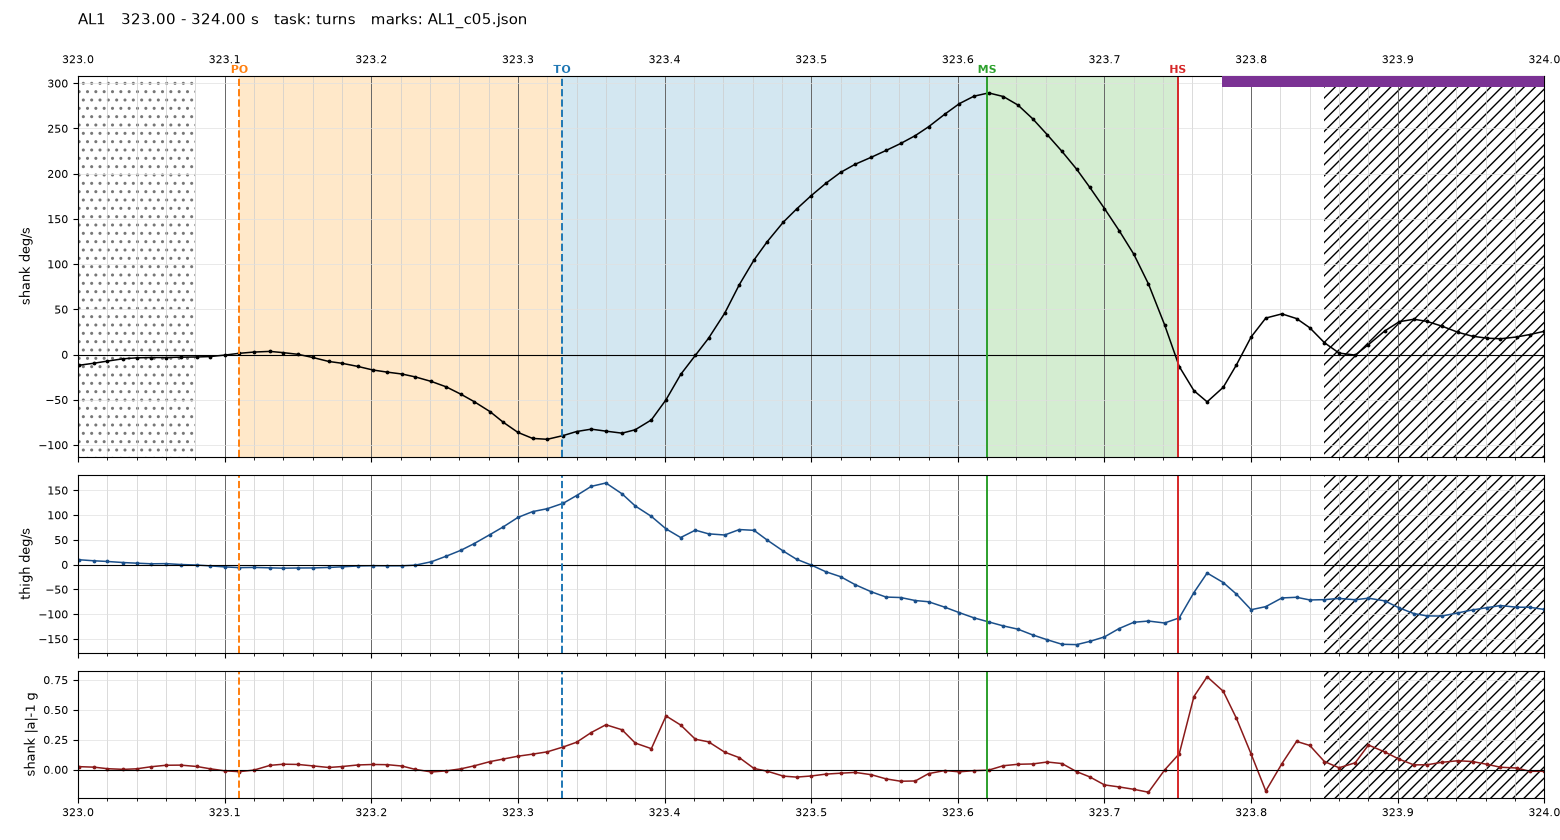 AL1   323.00 - 324.00 s   task: turns   marks: AL1_c05.json
323.0 323.1 323.2 323.3 323.4 323.5 323.6 323.7 323.8 323.9 324.0
PO TO MS HS
300
250
200
150
100
50
0
−50
−100
shank deg/s
150
100
50
0
−50
−100
−150
thigh deg/s
0.75
0.50
0.25
0.00
shank |a|-1 g
323.0 323.1 323.2 323.3 323.4 323.5 323.6 323.7 323.8 323.9 324.0